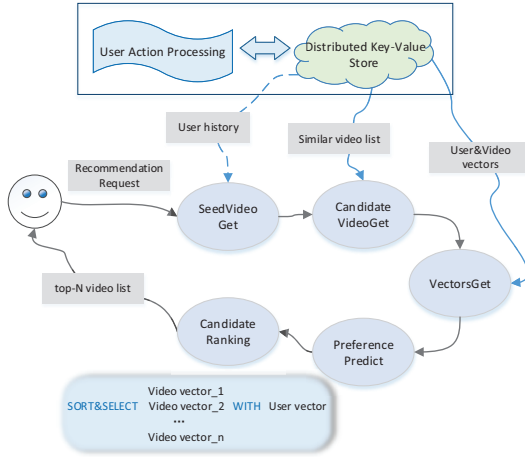 User Action Processing
Distributed Key-Value
Store
User history
Similar video list
User&Video
vectors
Recommendation
Request
SeedVideo
Get
Candidate
VideoGet
VectorsGet
top-N video list
Candidate
Ranking
Preference
Predict
Video vector_1
SORT&SELECT Video vector_2 WITH User vector
...
Video vector_n